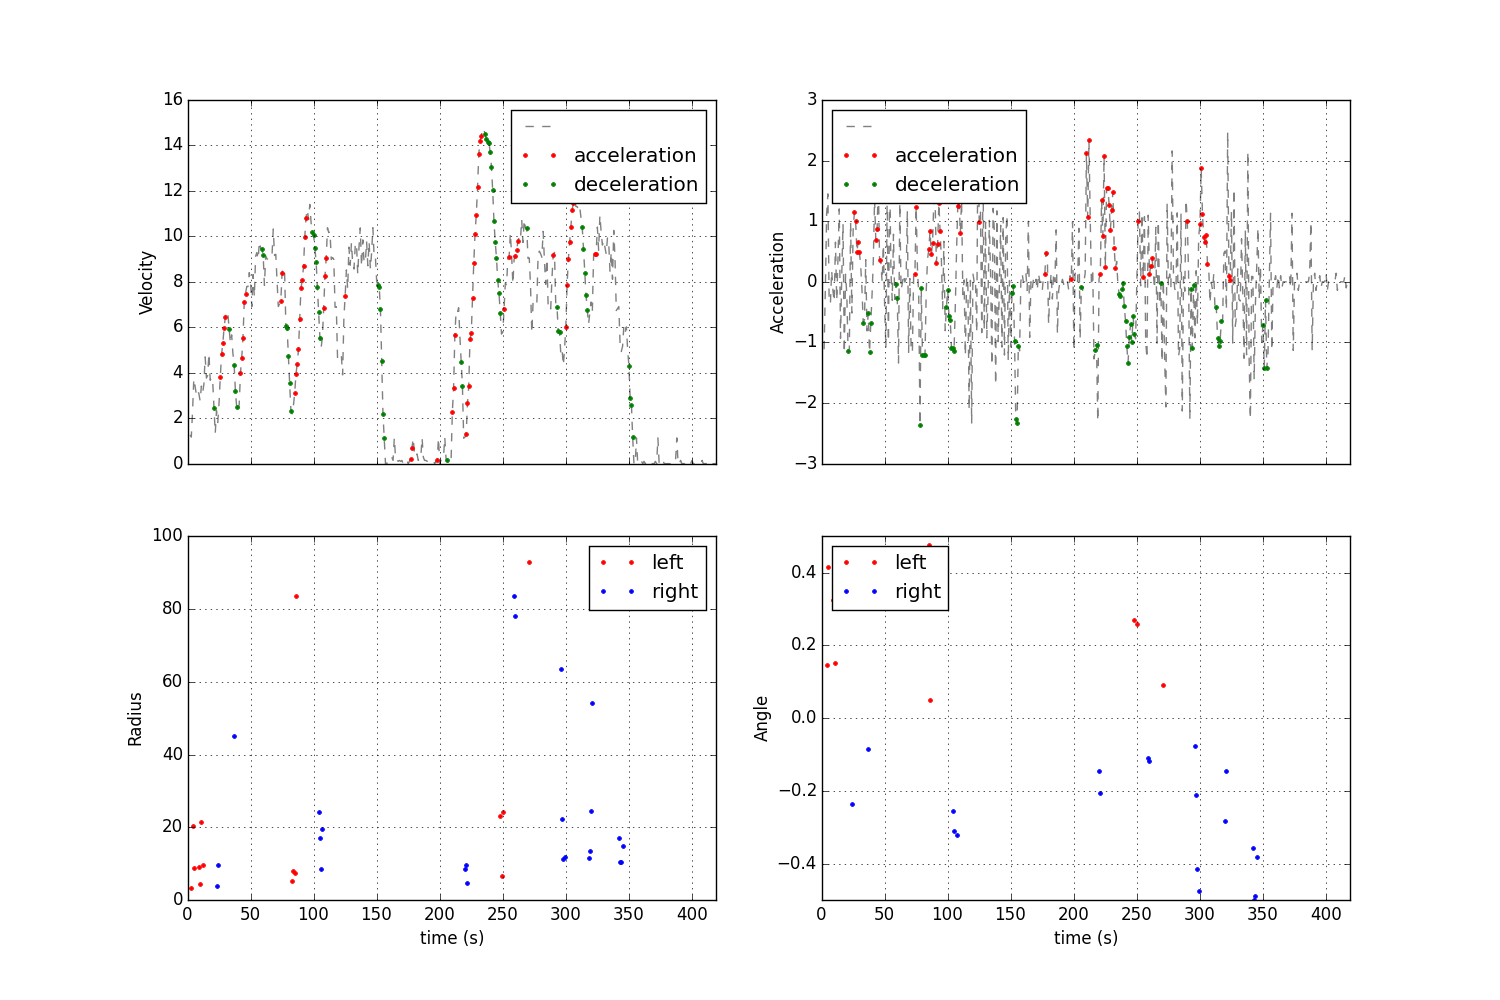 16
14
12
10
8
6
4
2
0
Velocity
acceleration
deceleration
3
2
1
0
−1
−2
−3
Acceleration
acceleration
deceleration
100
80
60
40
20
0
Radius
left
right
0 50 100 150 200 250 300 350 400
time (s)
0.4
0.2
0.0
−0.2
−0.4
Angle
left
right
0 50 100 150 200 250 300 350 400
time (s)